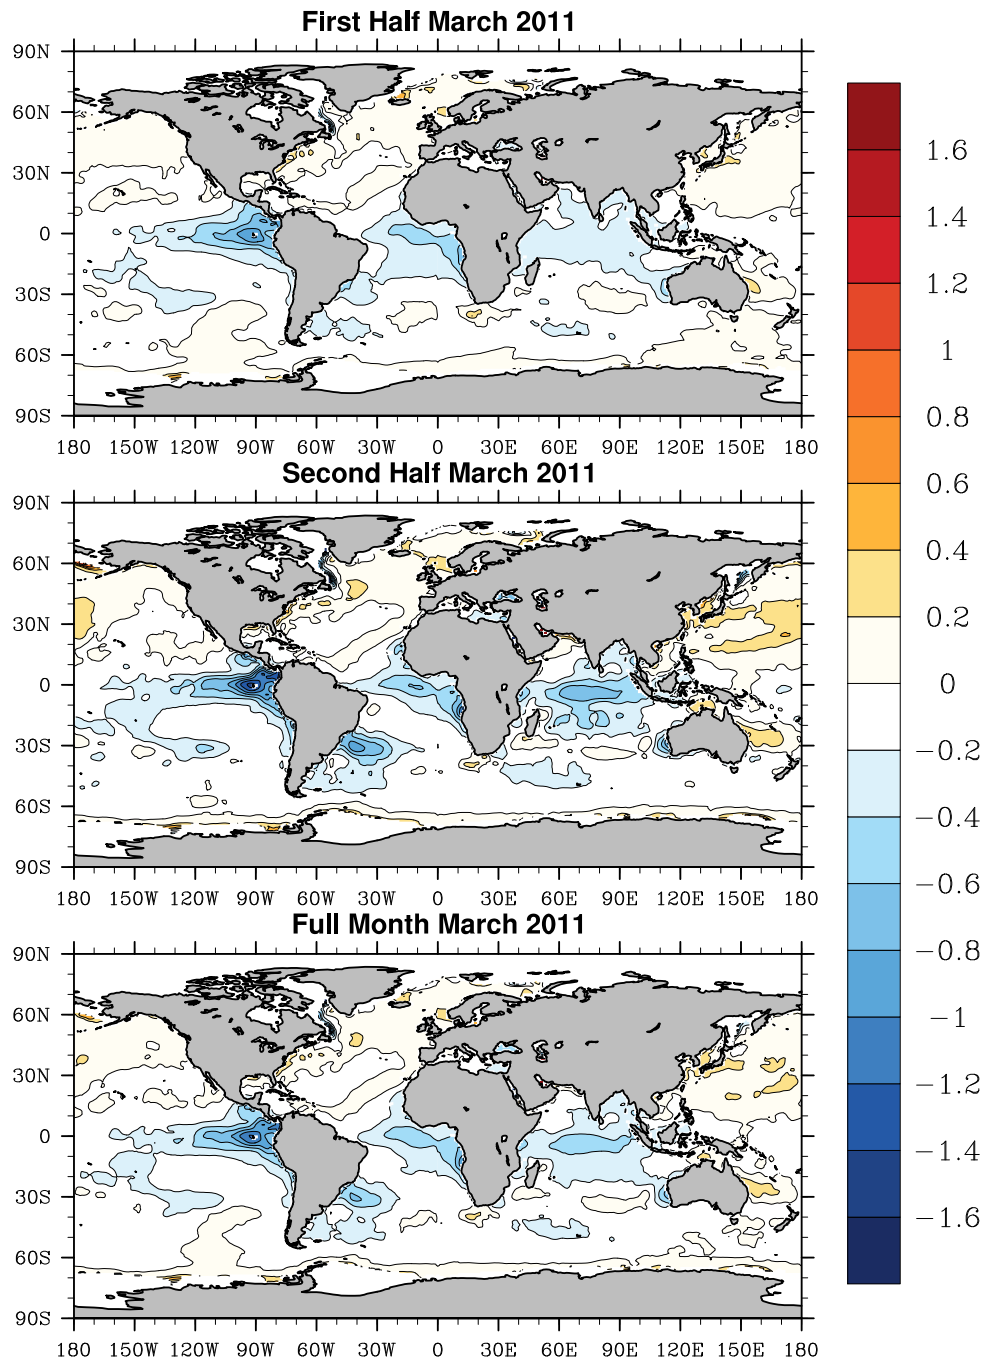 First Half March 2011
90N
60N
30N
0
30S
60S
90S
180 150W 120W 90W 60W 30W 0 30E 60E 90E 120E 150E 180
Second Half March 2011
90N
60N
30N
0
30S
60S
90S
180 150W 120W 90W 60W 30W 0 30E 60E 90E 120E 150E 180
Full Month March 2011
90N
60N
30N
0
30S
60S
90S
180 150W 120W 90W 60W 30W 0 30E 60E 90E 120E 150E 180
1.6
1.4
1.2
1
0.8
0.6
0.4
0.2
0
−0.2
−0.4
−0.6
−0.8
−1
−1.2
−1.4
−1.6